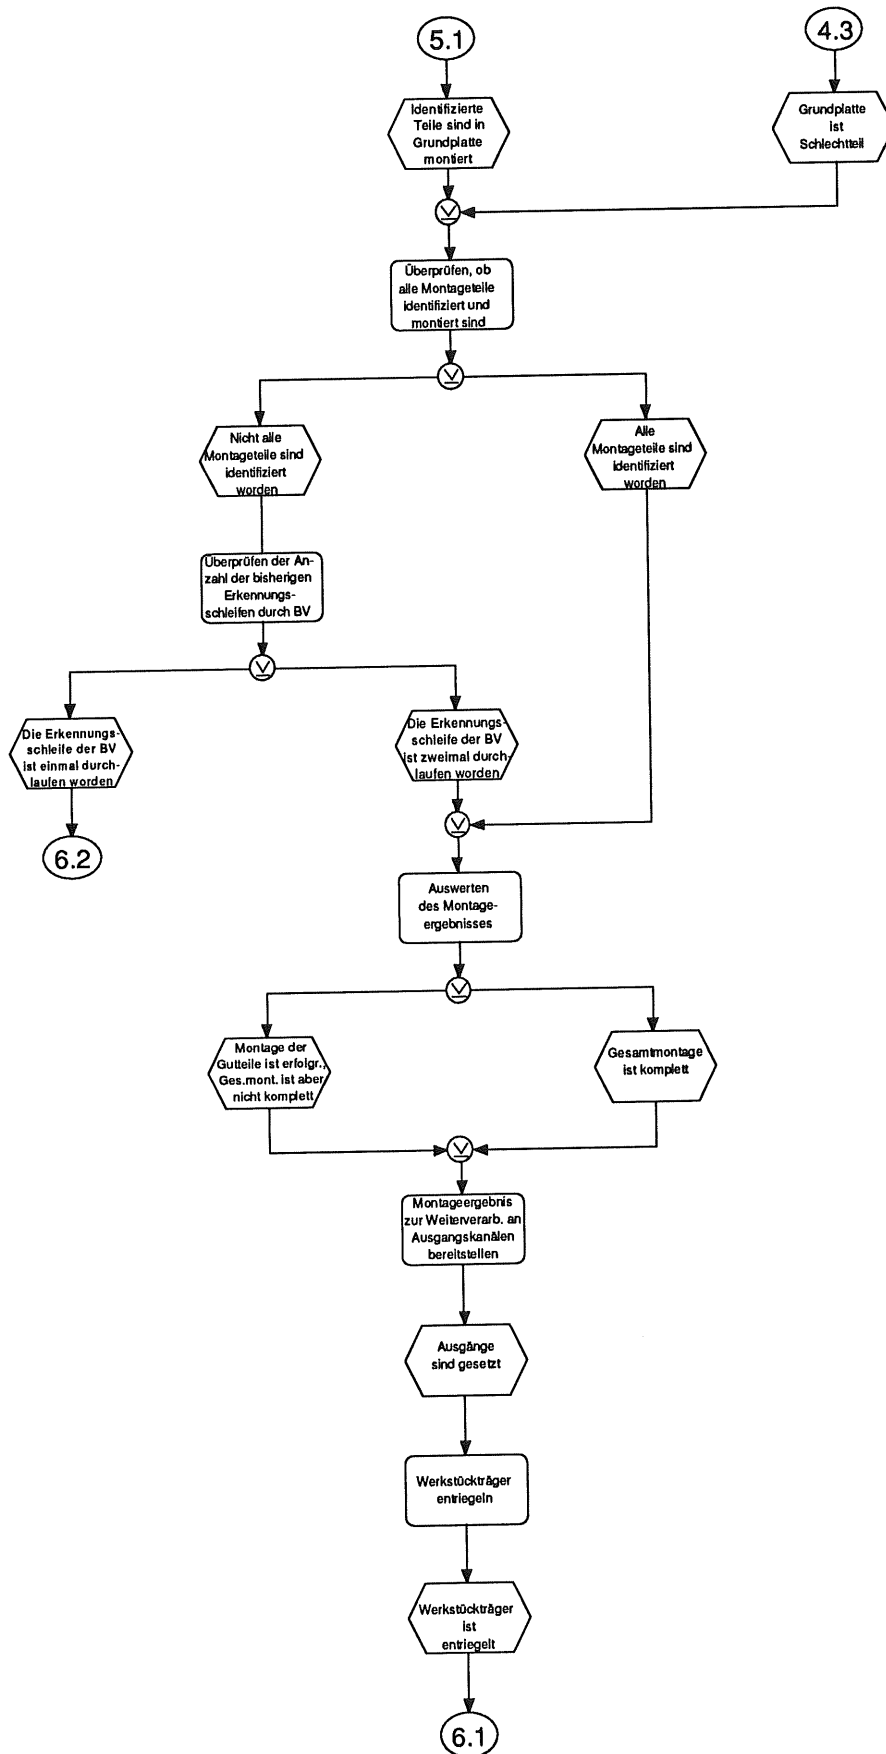 5.1
4.3
Identifizierte
Teile sind in
Grundplatte
montiert
Grundplatte
ist
Schlechtteil
Überprüfen, ob
alle Montageteile
identifiziert und
montiert sind
Nicht alle
Montageteile sind
identifiziert
worden
Alle
Montageteile sind
identifiziert
worden
Überprüfen der An-
zahl der bisherigen
Erkennungs-
schleifen durch BV
Die Erkennungs-
schleife der BV
ist einmal durch-
laufen worden
Die Erkennungs-
schleife der BV
ist zweimal durch-
laufen worden
6.2
Auswerten
des Montage-
ergebnisses
Montage der
Gutteile ist erfolgr.,
Ges.mont. ist aber
nicht komplett
Gesamtmontage
ist komplett
Montageergebnis
zur Weiterverarb. an
Ausgangskanälen
bereitstellen
Ausgänge
sind gesetzt
Werkstückträger
entriegeln
Werkstückträger
ist
entriegelt
6.1